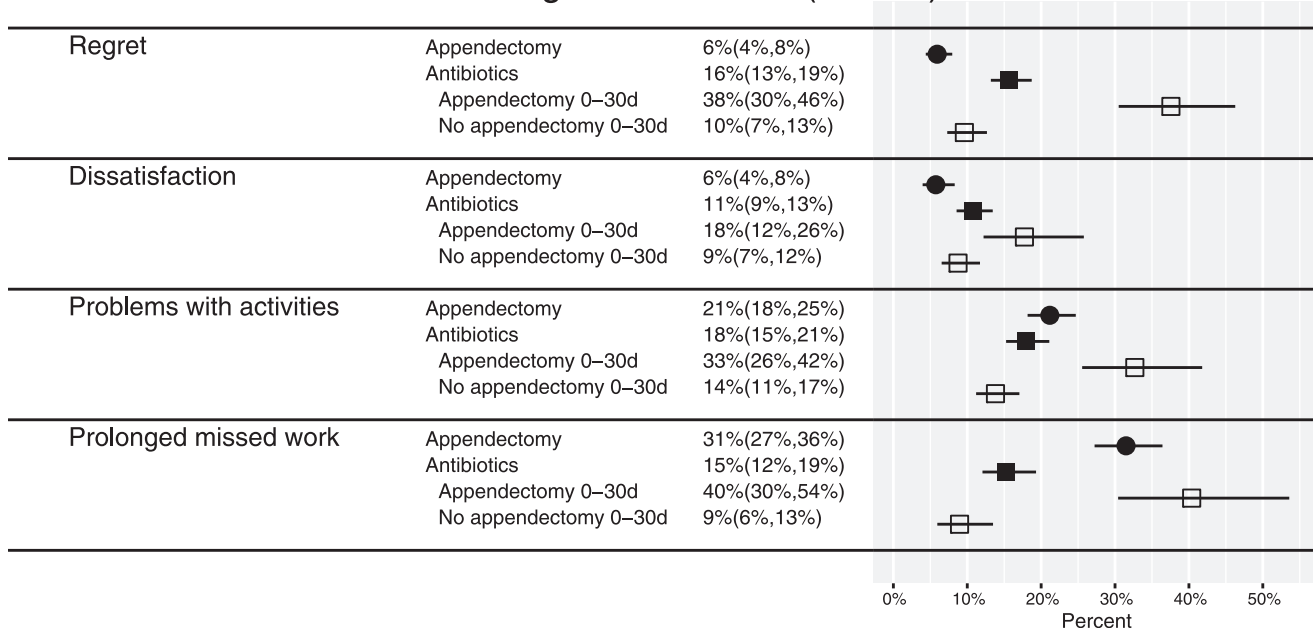 Regret Appendectomy 6%(4%,8%)
Antibiotics 16%(13%,19%)
Appendectomy 0–30d 38%(30%,46%)
No appendectomy 0–30d 10%(7%,13%)
Dissatisfaction Appendectomy 6%(4%,8%)
Antibiotics 11%(9%,13%)
Appendectomy 0–30d 18%(12%,26%)
No appendectomy 0–30d 9%(7%,12%)
Problems with activities Appendectomy 21%(18%,25%)
Antibiotics 18%(15%,21%)
Appendectomy 0–30d 33%(26%,42%)
No appendectomy 0–30d 14%(11%,17%)
Prolonged missed work Appendectomy 31%(27%,36%)
Antibiotics 15%(12%,19%)
Appendectomy 0–30d 40%(30%,54%)
No appendectomy 0–30d 9%(6%,13%)
0% 10% 20% 30% 40% 50%
Percent